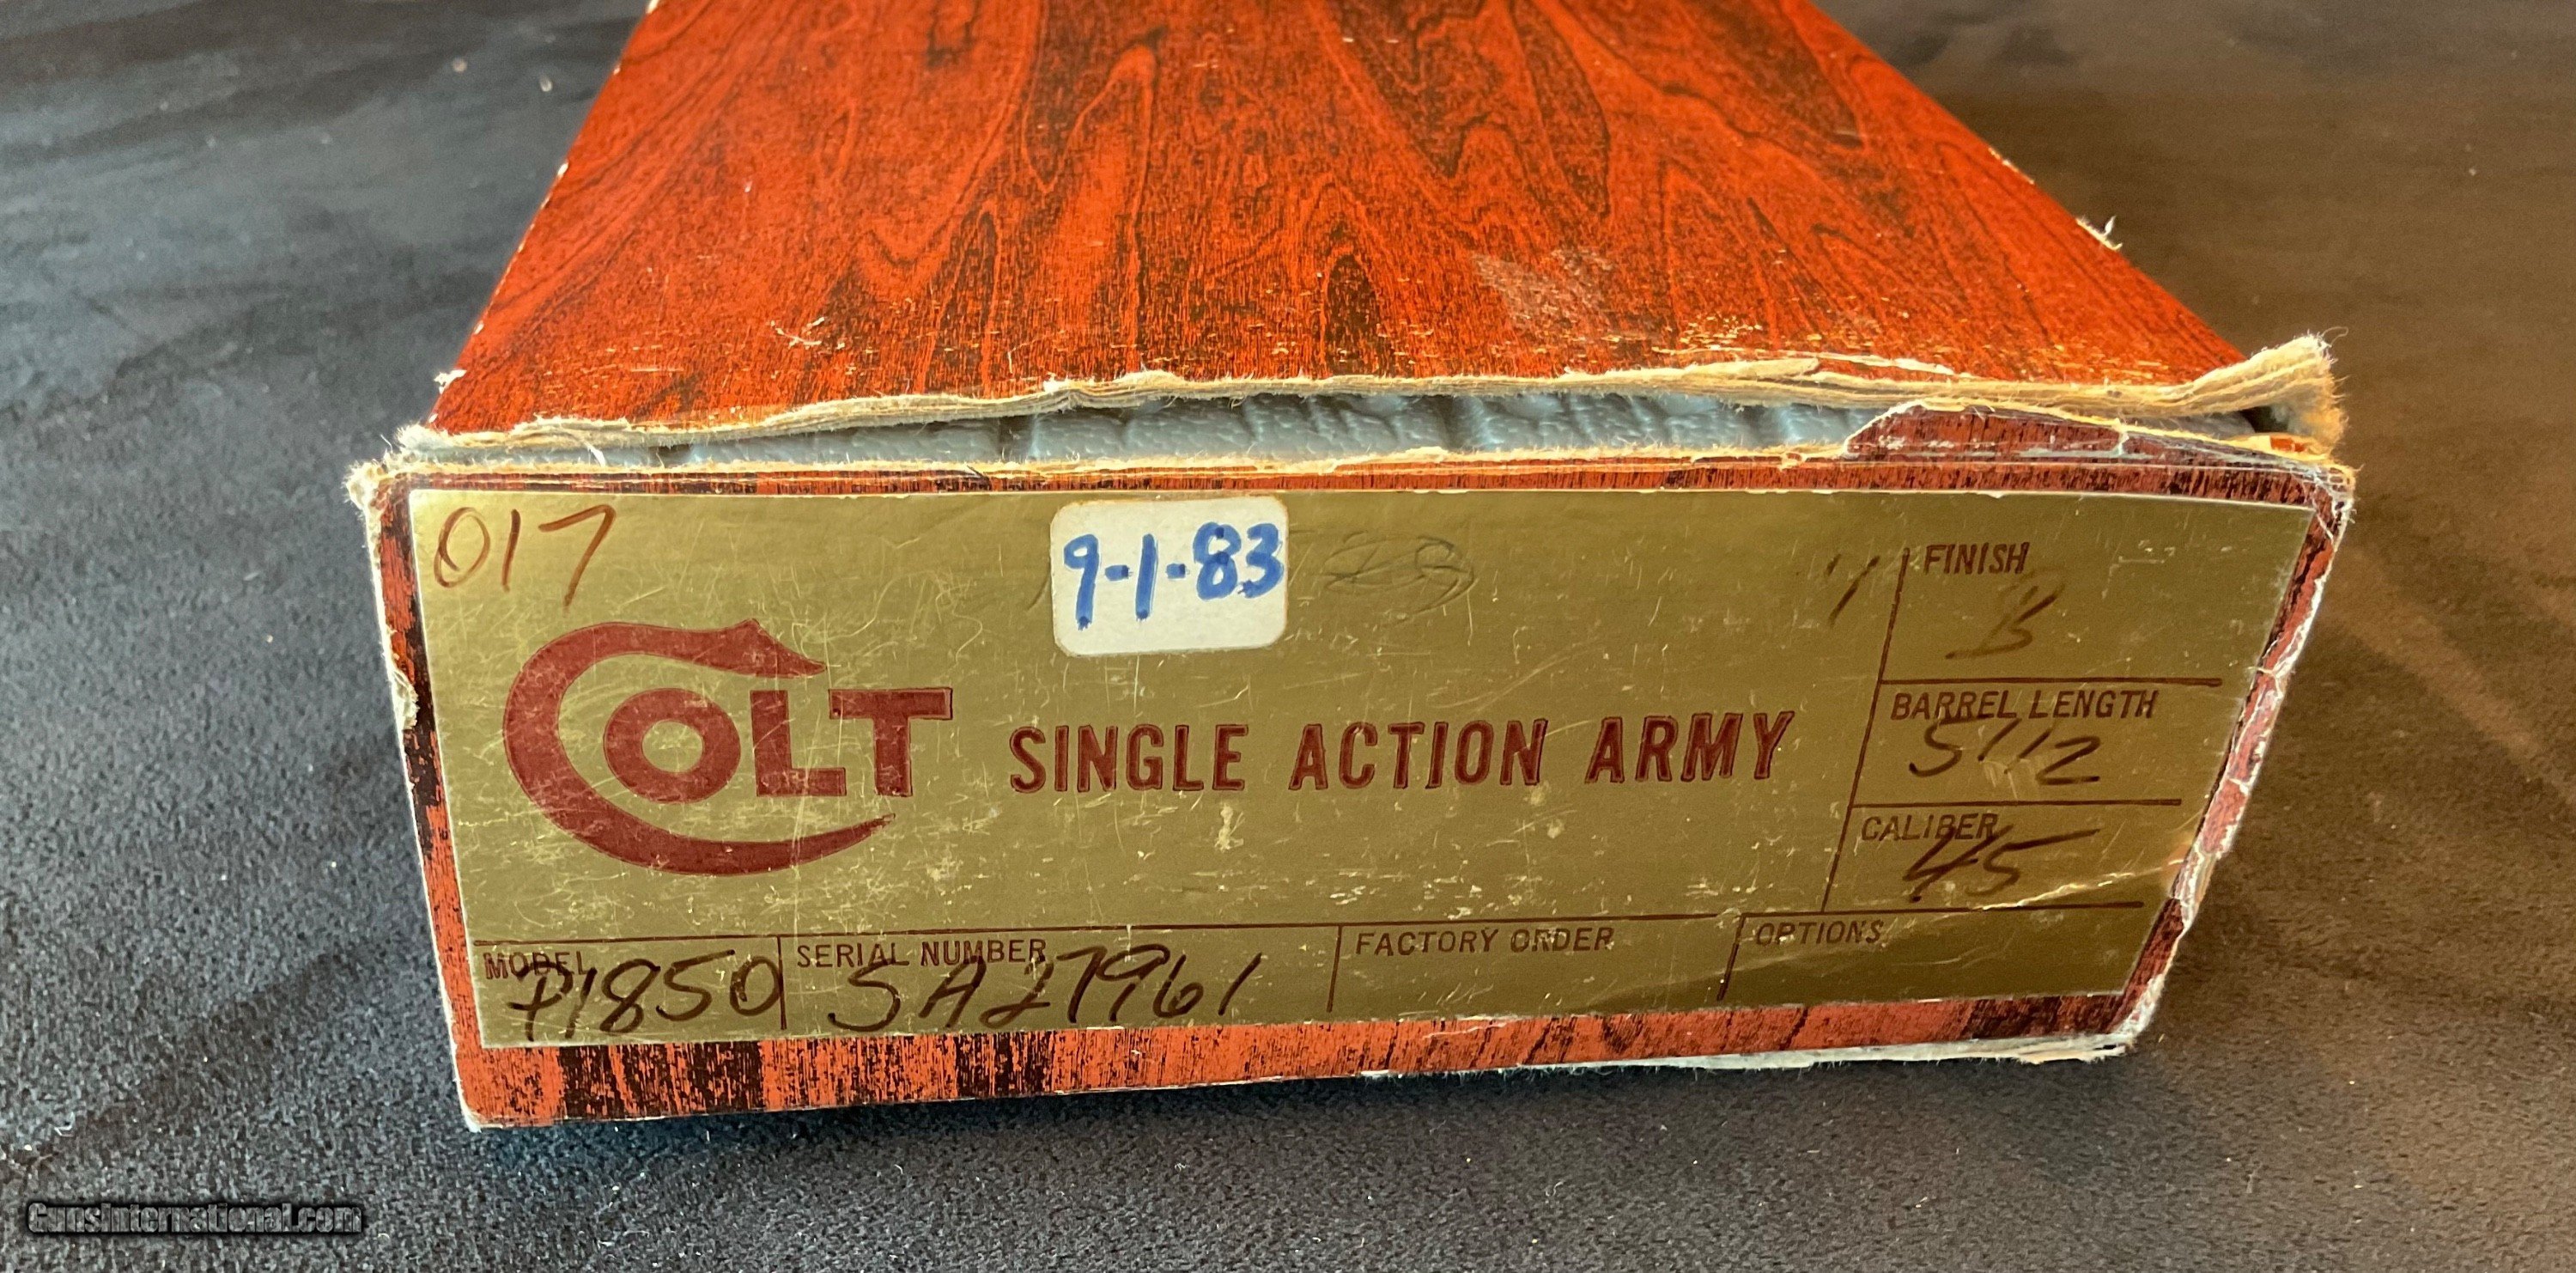 017
9-1-83
COLT SINGLE ACTION ARMY
FINISH
B
BARREL LENGTH
5 1/2
CALIBER
45
MODEL
P1850
SERIAL NUMBER
SA27961
FACTORY ORDER
OPTIONS
GunsInternational.com